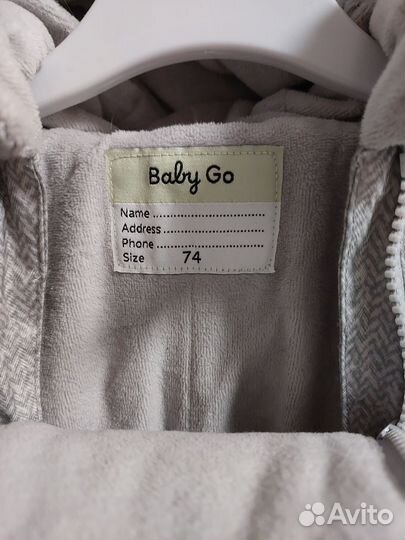 Baby Go
Name......................
Address...................
Phone.....................
Size 74
Avito